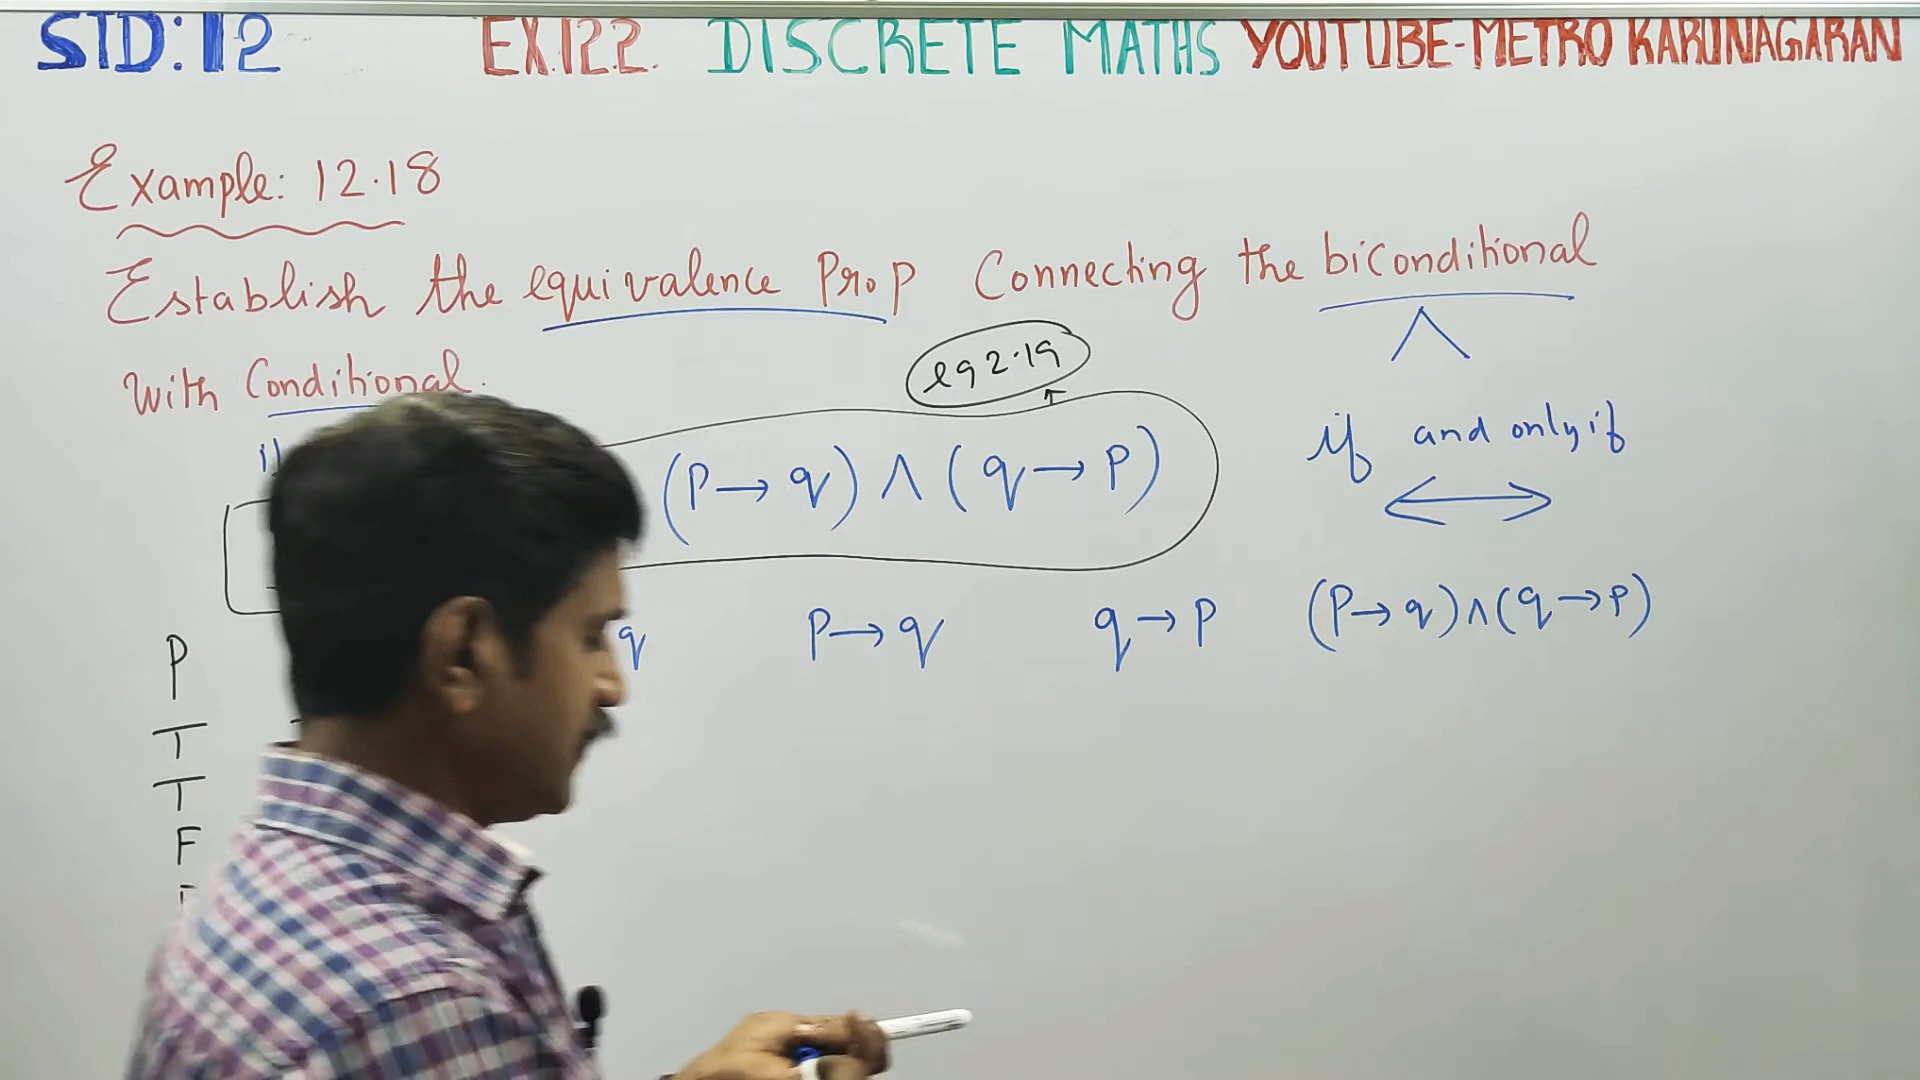 STD:12 EX.12.2. DISCRETE MATHS YOUTUBE-METRO KARUNAGARAN
Example: 12.18
Establish the equivalence Prop Connecting the biconditional
With Conditional.
∧
eg 2.19
if and only if
(P→q)∧(q→P)
↔
P q P→q q→P (P→q)∧(q→P)
T
T
F